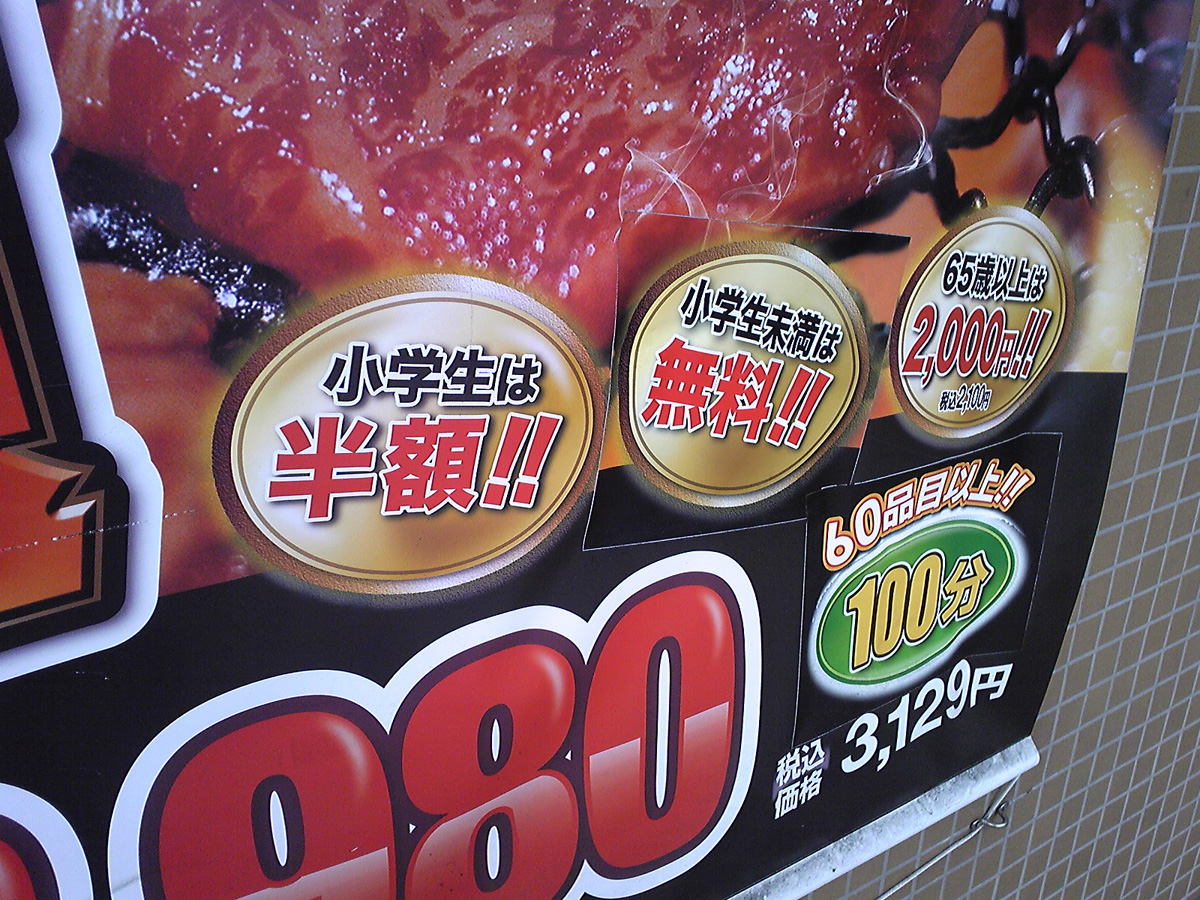 小学生は
半額!!
小学生未満は
無料!!
65歳以上は
2,000円!!
税込2,100円
60品目以上!!
100分
980
税込
価格
3,129円